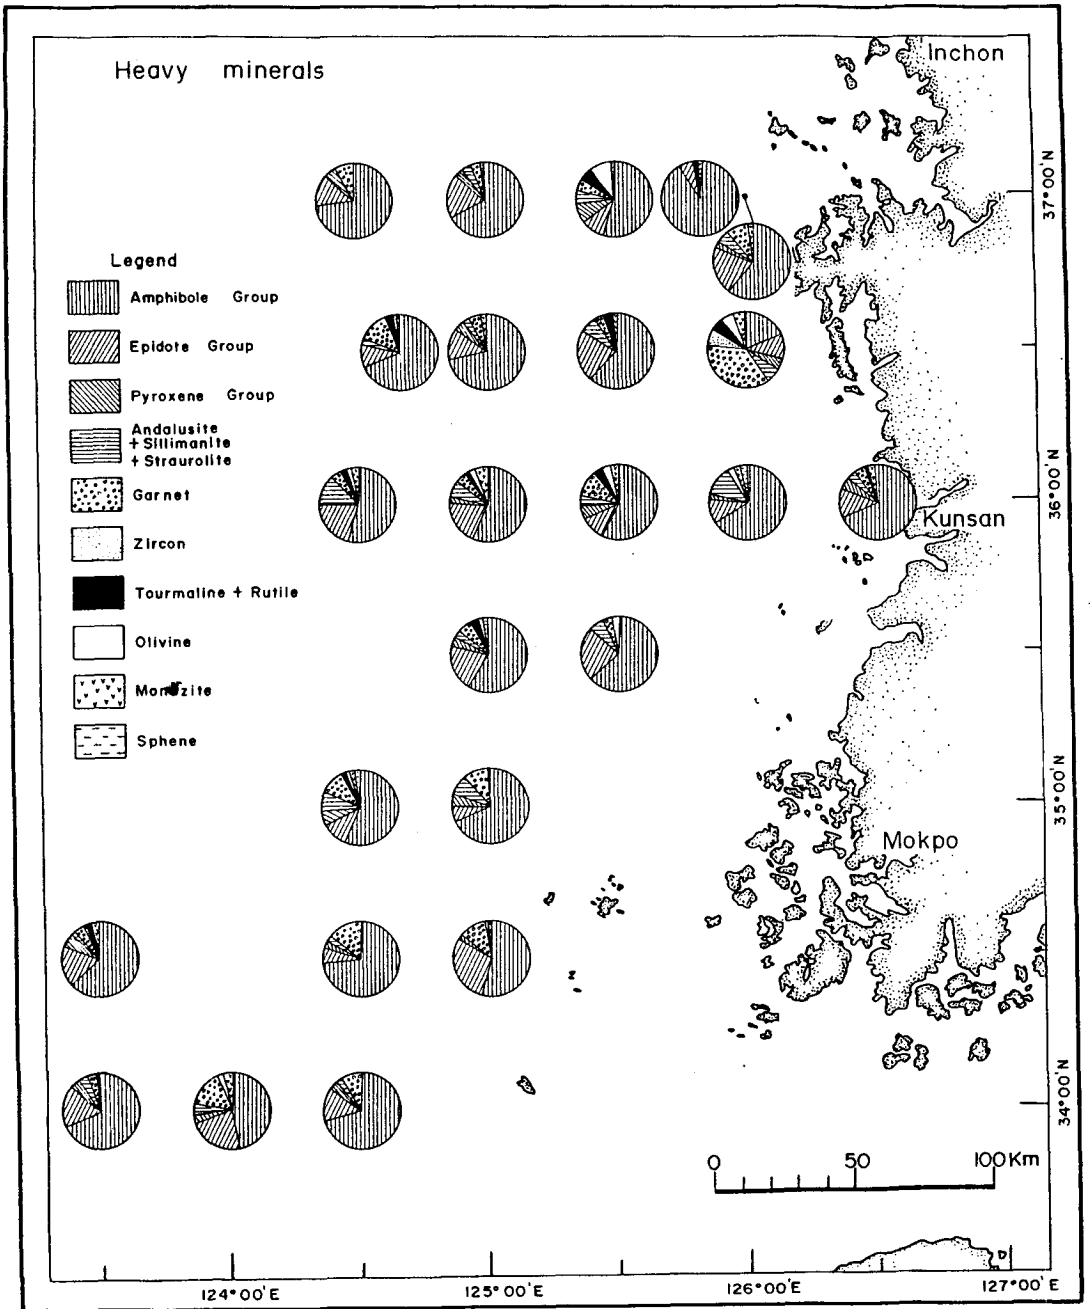 Heavy minerals
Inchon
37°00'N
Legend
Amphibole Group
Epidote Group
Pyroxene Group
Andalusite
+ Sillimanite
+ Straurolite
Garnet
Zircon
Tourmaline + Rutile
Olivine
Sphene
36°00'N
Kunsan
35°00'N
Mokpo
34°00'N
0 50 100 Km
124°00'E 125°00'E 126°00'E 127°00'E